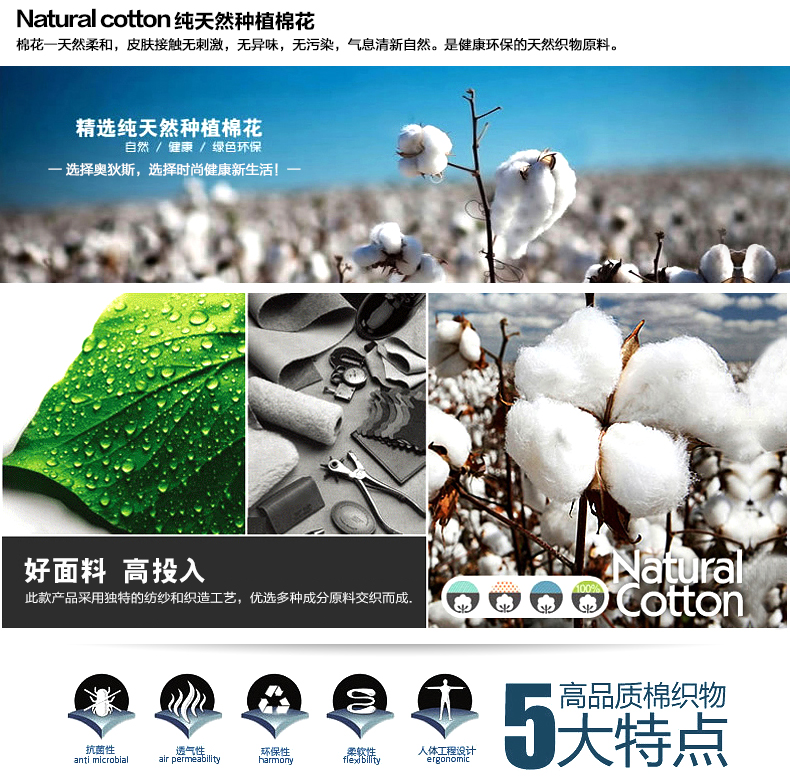 Natural cotton 纯天然种植棉花
棉花—天然柔和，皮肤接触无刺激，无异味，无污染，气息清新自然。是健康环保的天然织物原料。
精选纯天然种植棉花
自然 / 健康 / 绿色环保
— 选择奥狄斯，选择时尚健康新生活！—
好面料 高投入
此款产品采用独特的纺纱和织造工艺，优选多种成分原料交织而成.
100%
Natural
Cotton
抗菌性
anti microbial
透气性
air permeability
环保性
harmony
柔软性
flexibility
人体工程设计
ergonomic
5
高品质棉织物
大特点